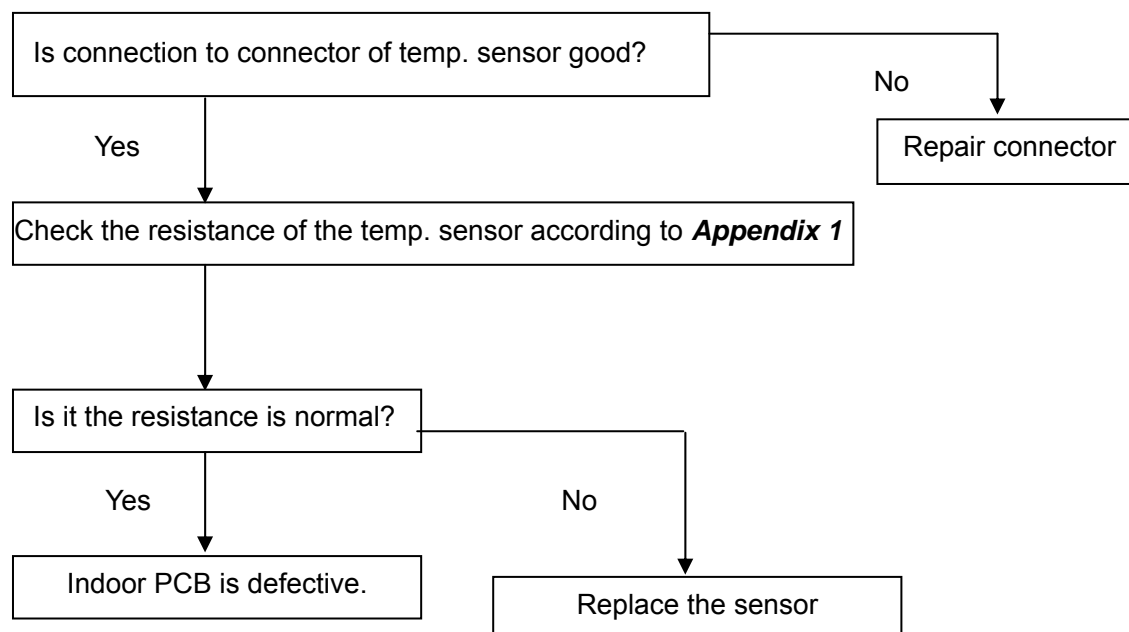 Is connection to connector of temp. sensor good?
No
Yes
Repair connector
Check the resistance of the temp. sensor according to Appendix 1
Is it the resistance is normal?
Yes
No
Indoor PCB is defective.
Replace the sensor